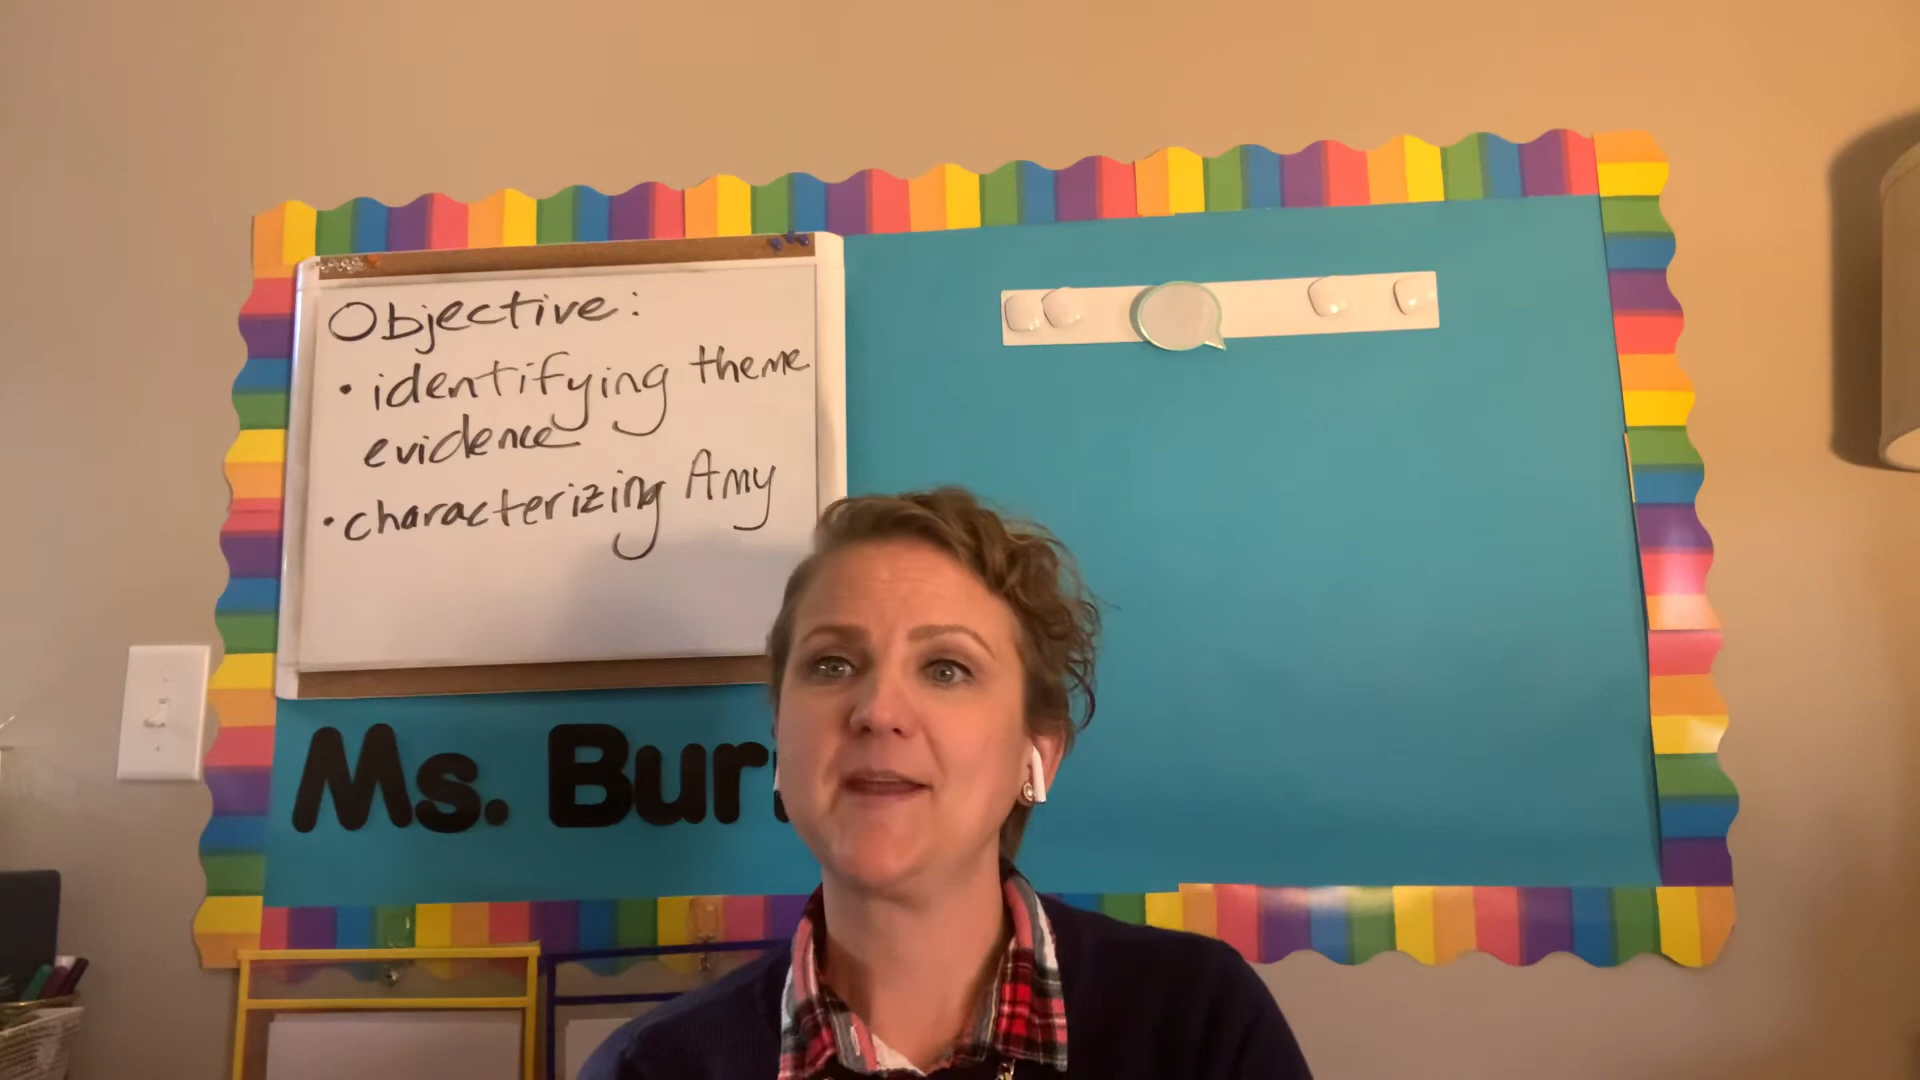 Objective:
• identifying theme
evidence
• characterizing Amy
Ms. Bur